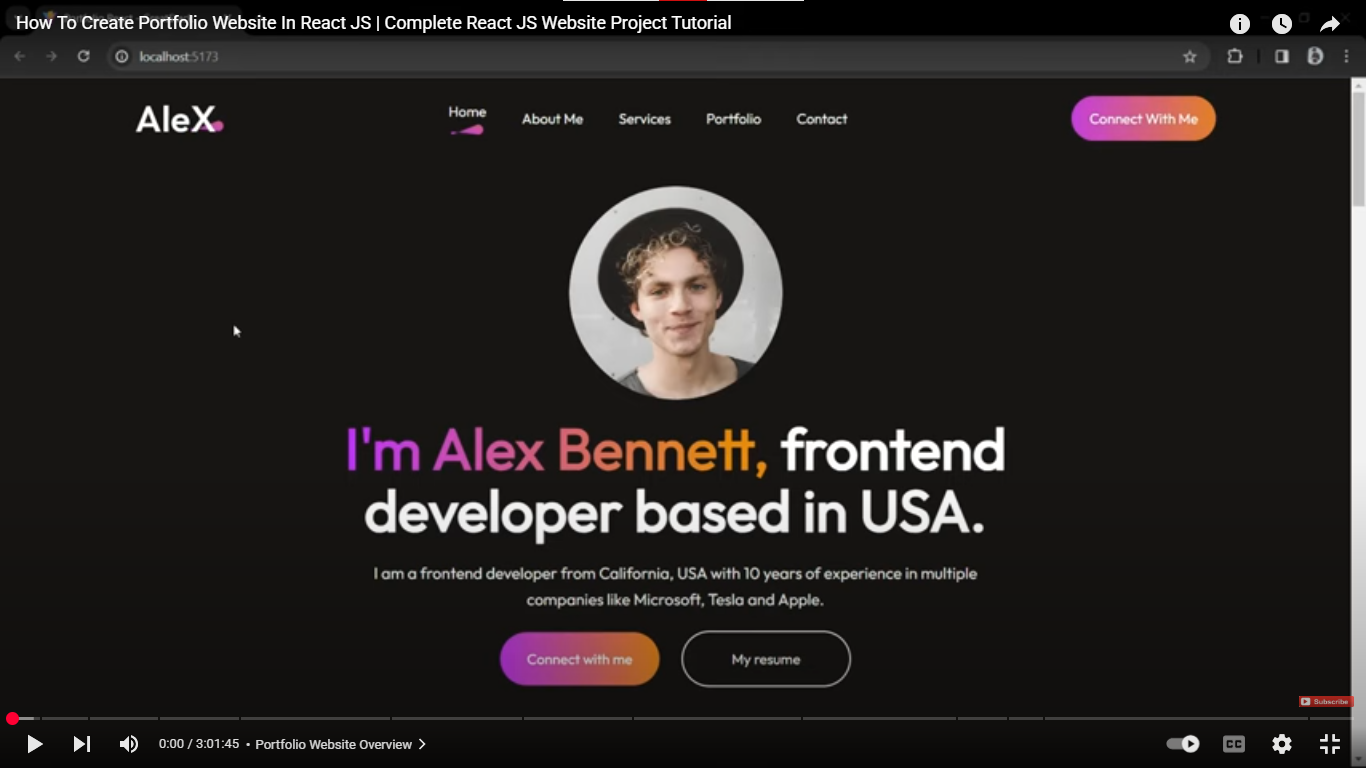 How To Create Portfolio Website In React JS | Complete React JS Website Project Tutorial
localhost:5173
AleX
Home
About Me
Services
Portfolio
Contact
Connect With Me
I'm Alex Bennett, frontend
developer based in USA.
I am a frontend developer from California, USA with 10 years of experience in multiple
companies like Microsoft, Tesla and Apple.
Connect with me
My resume
Subscribe
0:00 / 3:01:45 • Portfolio Website Overview
CC